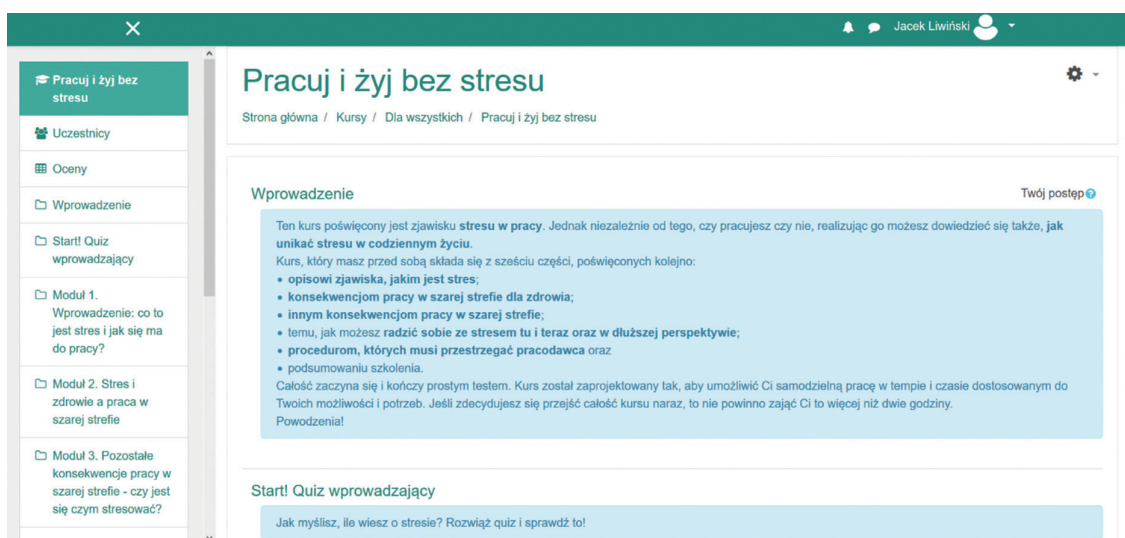 Jacek Liwiński
Pracuj i żyj bez
stresu
Uczestnicy
Oceny
Wprowadzenie
Start! Quiz
wprowadzający
Moduł 1.
Wprowadzenie: co to
jest stres i jak się ma
do pracy?
Moduł 2. Stres i
zdrowie a praca w
szarej strefie
Moduł 3. Pozostałe
konsekwencje pracy w
szarej strefie - czy jest
się czym stresować?
Pracuj i żyj bez stresu
Strona główna / Kursy / Dla wszystkich / Pracuj i żyj bez stresu
Wprowadzenie
Twój postęp
Ten kurs poświęcony jest zjawisku stresu w pracy. Jednak niezależnie od tego, czy pracujesz czy nie, realizując go możesz dowiedzieć się także, jak
unikać stresu w codziennym życiu.
Kurs, który masz przed sobą składa się z sześciu części, poświęconych kolejno:
• opisowi zjawiska, jakim jest stres;
• konsekwencjom pracy w szarej strefie dla zdrowia;
• innym konsekwencjom pracy w szarej strefie;
• temu, jak możesz radzić sobie ze stresem tu i teraz oraz w dłuższej perspektywie;
• procedurom, których musi przestrzegać pracodawca oraz
• podsumowaniu szkolenia.
Całość zaczyna się i kończy prostym testem. Kurs został zaprojektowany tak, aby umożliwić Ci samodzielną pracę w tempie i czasie dostosowanym do
Twoich możliwości i potrzeb. Jeśli zdecydujesz się przejść całość kursu naraz, to nie powinno zająć Ci to więcej niż dwie godziny.
Powodzenia!
Start! Quiz wprowadzający
Jak myślisz, ile wiesz o stresie? Rozwiąż quiz i sprawdź to!